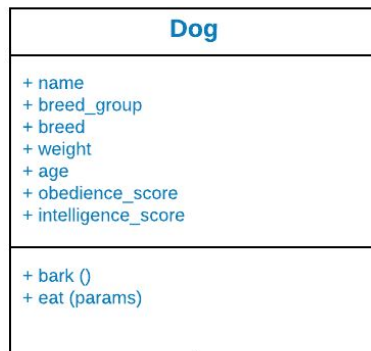 Dog
+ name
+ breed_group
+ breed
+ weight
+ age
+ obedience_score
+ intelligence_score
+ bark ()
+ eat (params)